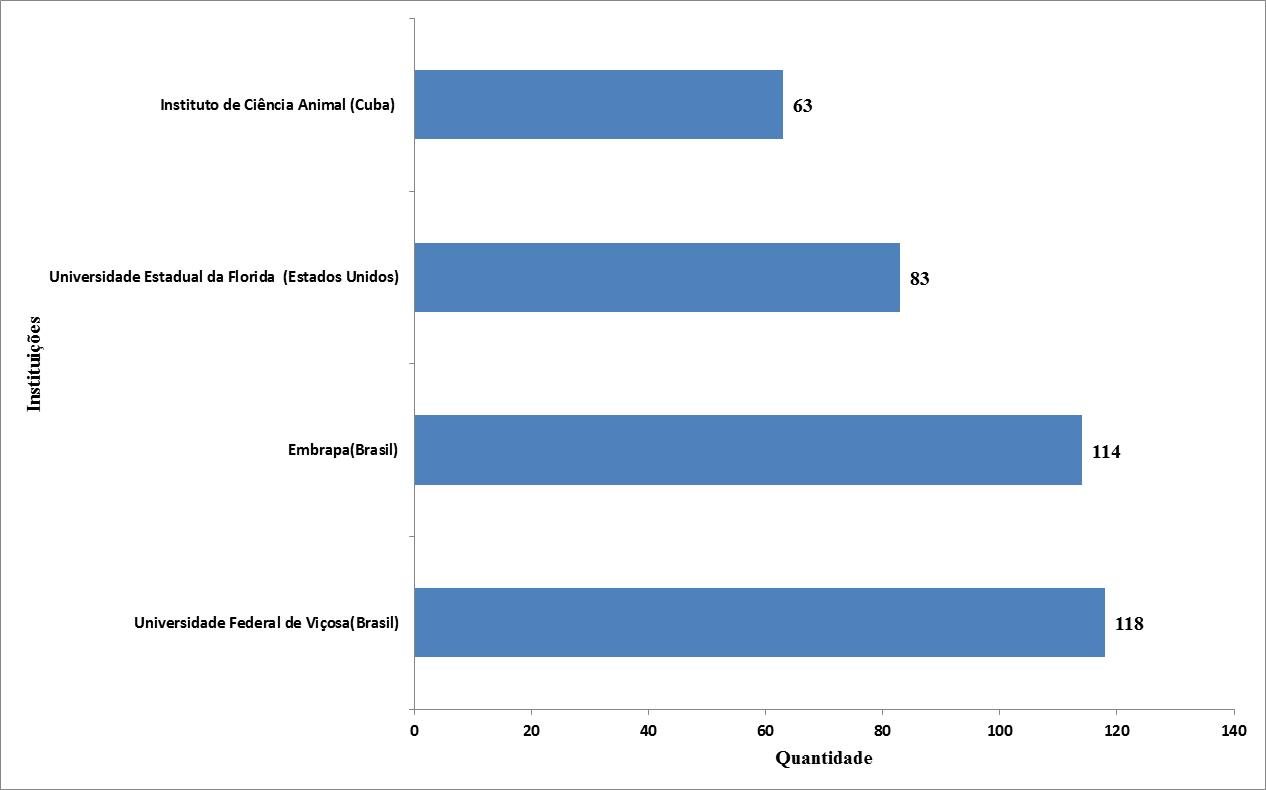 Instituto de Ciência Animal (Cuba)
63
Universidade Estadual da Florida  (Estados Unidos)
83
Instituições
Embrapa(Brasil)
114
Universidade Federal de Viçosa(Brasil)
118
0 20 40 60 80 100 120 140
Quantidade